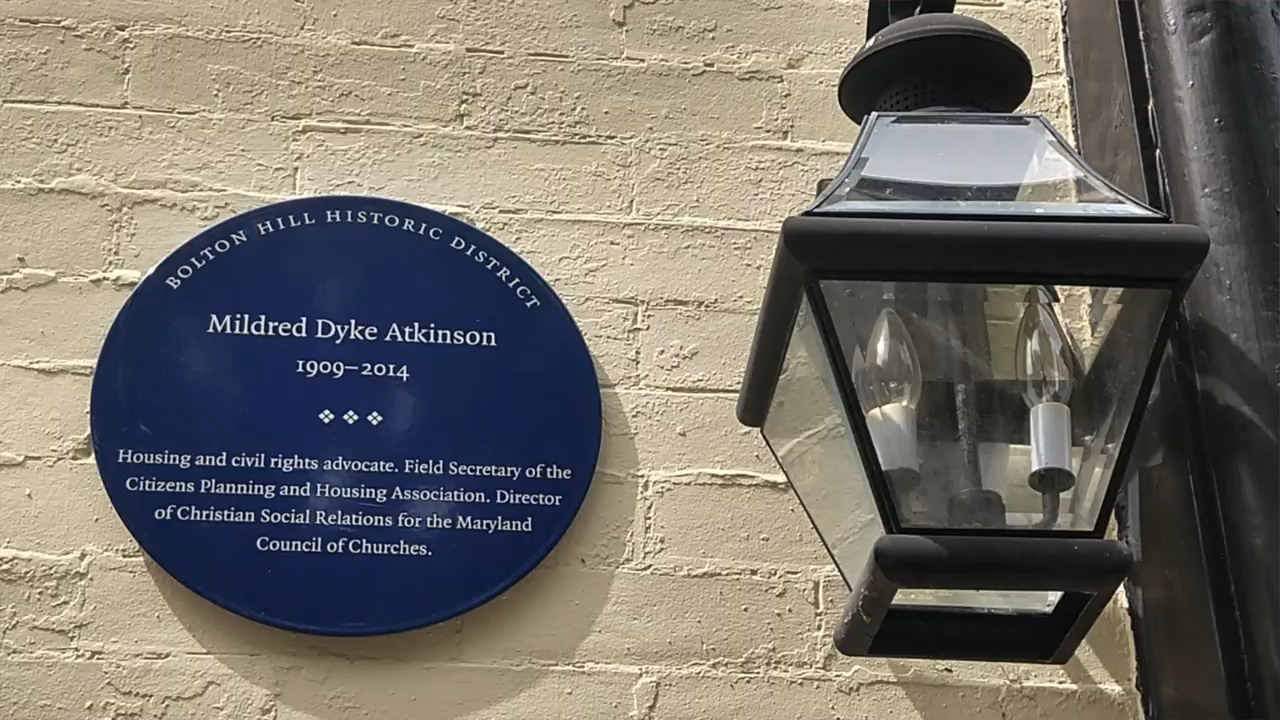 BOLTON HILL HISTORIC DISTRICT
Mildred Dyke Atkinson
1909–2014
Housing and civil rights advocate. Field Secretary of the
Citizens Planning and Housing Association. Director
of Christian Social Relations for the Maryland
Council of Churches.